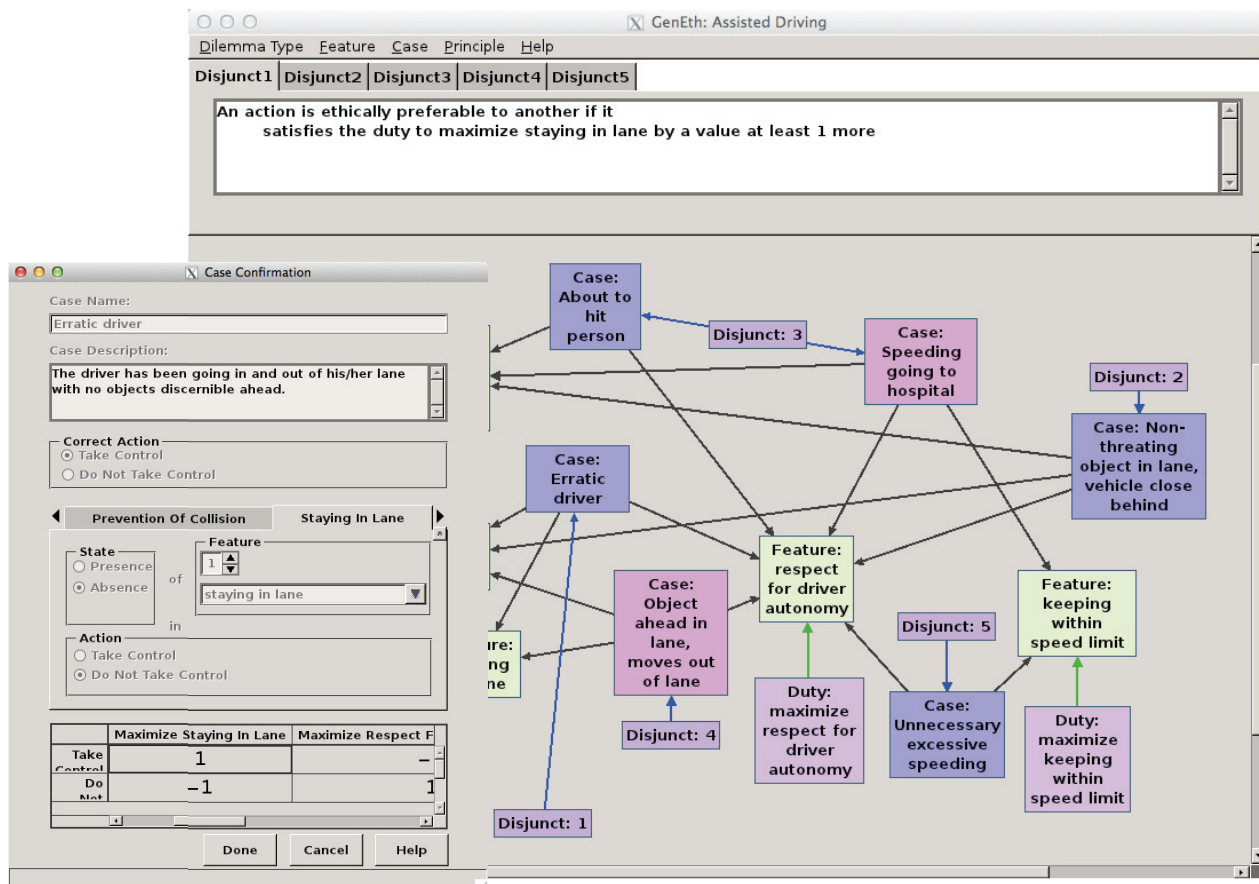 GenEth: Assisted Driving
Dilemma Type Feature Case Principle Help
Disjunct1 Disjunct2 Disjunct3 Disjunct4 Disjunct5
An action is ethically preferable to another if it
satisfies the duty to maximize staying in lane by a value at least 1 more
Case Confirmation
Case Name:
Erratic driver
Case Description:
The driver has been going in and out of his/her lane
with no objects discernible ahead.
Correct Action
Take Control
Do Not Take Control
Prevention Of Collision
Staying In Lane
State
Presence
Absence
of
Feature
1
staying in lane
in
Action
Take Control
Do Not Take Control
Maximize Staying In Lane
Maximize Respect F
Take
Control
1
–
Do
Not
−1
1
Done
Cancel
Help
Case:
About to
hit
person
Disjunct: 3
Case:
Speeding
going to
hospital
Disjunct: 2
Case: Non-
threating
object in lane,
vehicle close
behind
Case:
Erratic
driver
Feature:
respect
for driver
autonomy
Case:
Object
ahead in
lane,
moves out
of lane
Feature:
keeping
within
speed limit
Disjunct: 5
ure:
ng
ne
Disjunct: 4
Duty:
maximize
respect for
driver
autonomy
Case:
Unnecessary
excessive
speeding
Duty:
maximize
keeping
within
speed limit
Disjunct: 1